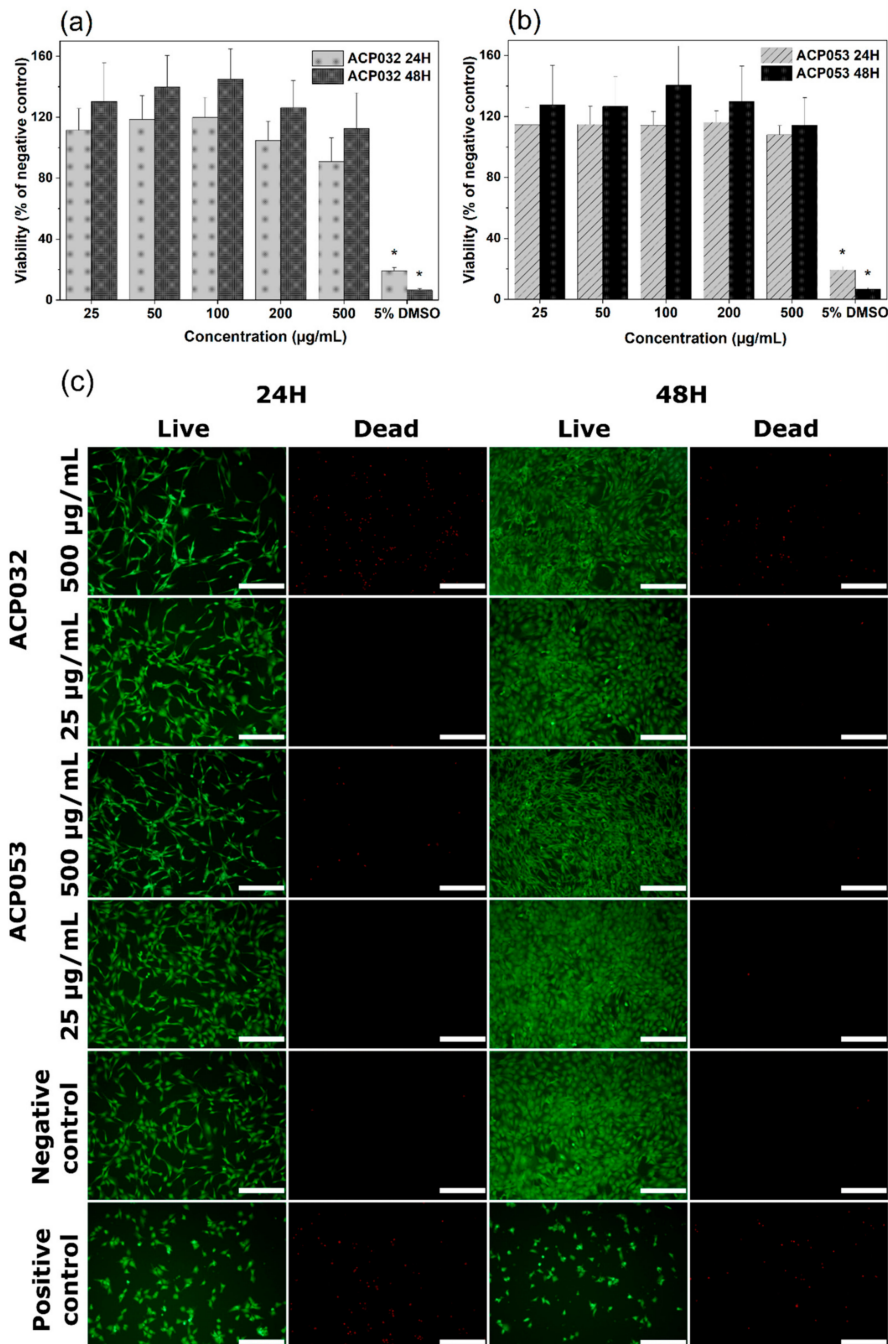 (a)
160
120
80
40
0
Viability (% of negative control)
ACP032 24H
ACP032 48H
*
*
25 50 100 200 500 5% DMSO
Concentration (µg/mL)
(b)
160
120
80
40
0
Viability (% of negative control)
ACP053 24H
ACP053 48H
*
*
25 50 100 200 500 5% DMSO
Concentration (µg/mL)
(c)
24H 48H
Live Dead Live Dead
ACP032
500 µg/mL
25 µg/mL
ACP053
500 µg/mL
25 µg/mL
Negative
control
Positive
control